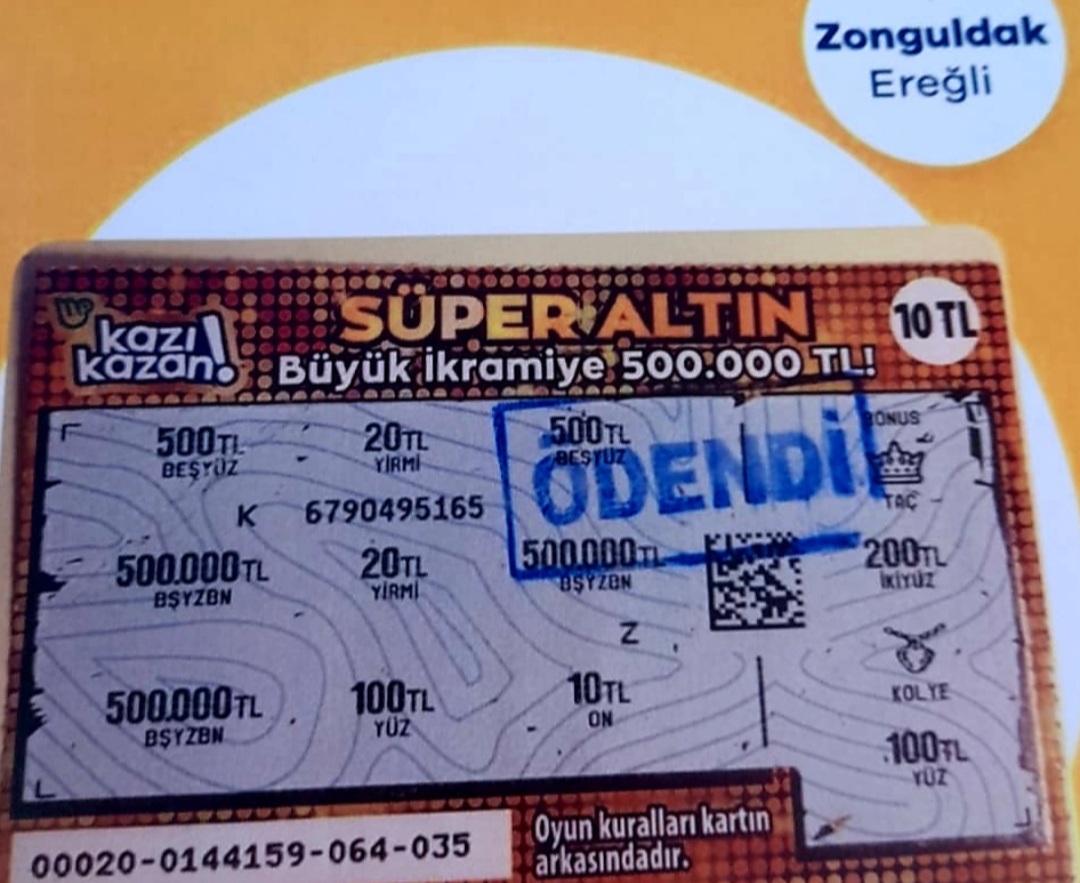 Zonguldak
Ereğli
kazı
kazan!
SÜPER ALTIN
10 TL
Büyük İkramiye 500.000 TL!
500TL
BEŞYÜZ
20TL
YİRMİ
500TL
BEŞYÜZ
ÖDENDİ
BONUS
TAÇ
K 6790495165
500.000TL
BŞYZBN
20TL
YİRMİ
500.000TL
BŞYZBN
200TL
İKİYÜZ
Z
KOLYE
500.000TL
BŞYZBN
100TL
YÜZ
10TL
ON
100TL
YÜZ
00020-0144159-064-035
Oyun kuralları kartın
arkasındadır.